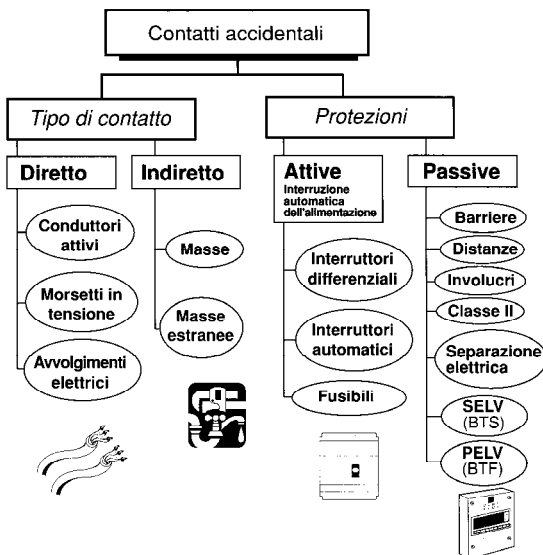 Contatti accidentali
Tipo di contatto
Protezioni
Diretto
Indiretto
Attive
Interruzione
automatica
dell'alimentazione
Passive
Conduttori
attivi
Morsetti in
tensione
Avvolgimenti
elettrici
Masse
Masse
estranee
Interruttori
differenziali
Interruttori
automatici
Fusibili
Barriere
Distanze
Involucri
Classe II
Separazione
elettrica
SELV
(BTS)
PELV
(BTF)